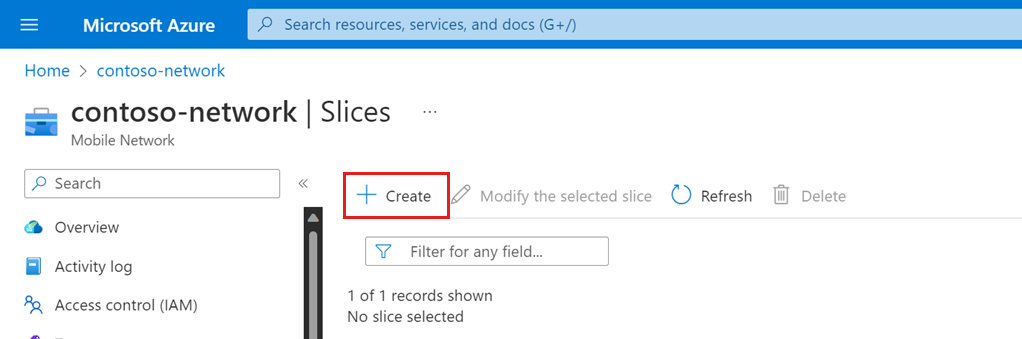 Microsoft Azure
Search resources, services, and docs (G+/)
Home > contoso-network
contoso-network | Slices ...
Mobile Network
Search «
Create Modify the selected slice Refresh Delete
Overview
Activity log
Access control (IAM)
Filter for any field...
1 of 1 records shown
No slice selected